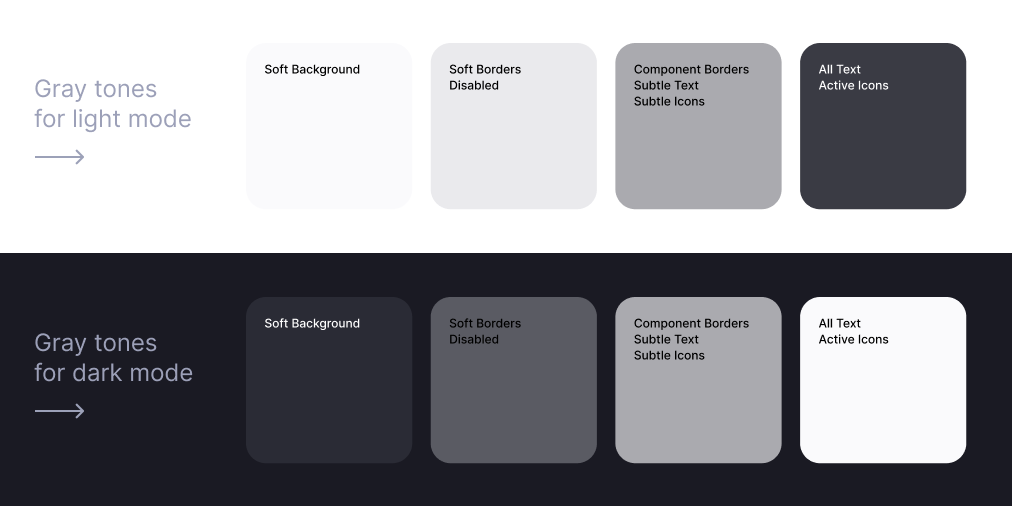 Gray tones
for light mode
Soft Background
Soft Borders
Disabled
Component Borders
Subtle Text
Subtle Icons
All Text
Active Icons
Gray tones
for dark mode
Soft Background
Soft Borders
Disabled
Component Borders
Subtle Text
Subtle Icons
All Text
Active Icons